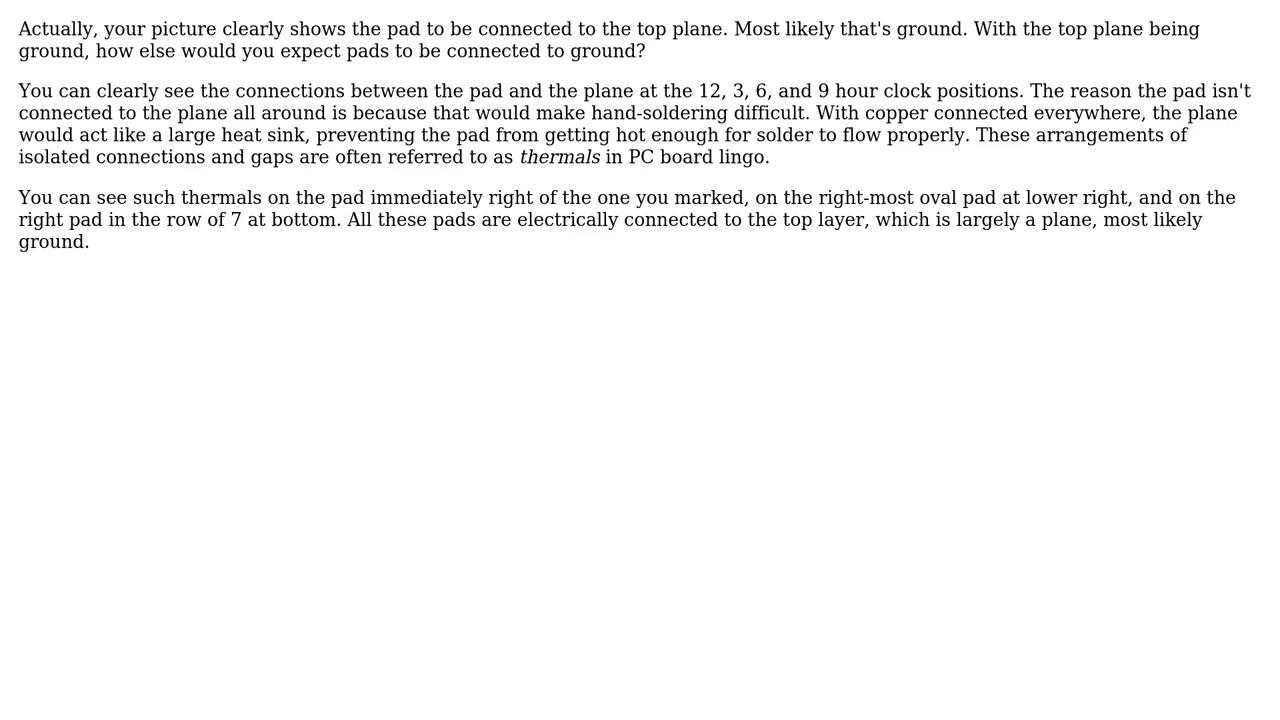 Actually, your picture clearly shows the pad to be connected to the top plane. Most likely that's ground. With the top plane being
ground, how else would you expect pads to be connected to ground?
You can clearly see the connections between the pad and the plane at the 12, 3, 6, and 9 hour clock positions. The reason the pad isn't
connected to the plane all around is because that would make hand-soldering difficult. With copper connected everywhere, the plane
would act like a large heat sink, preventing the pad from getting hot enough for solder to flow properly. These arrangements of
isolated connections and gaps are often referred to as thermals in PC board lingo.
You can see such thermals on the pad immediately right of the one you marked, on the right-most oval pad at lower right, and on the
right pad in the row of 7 at bottom. All these pads are electrically connected to the top layer, which is largely a plane, most likely
ground.